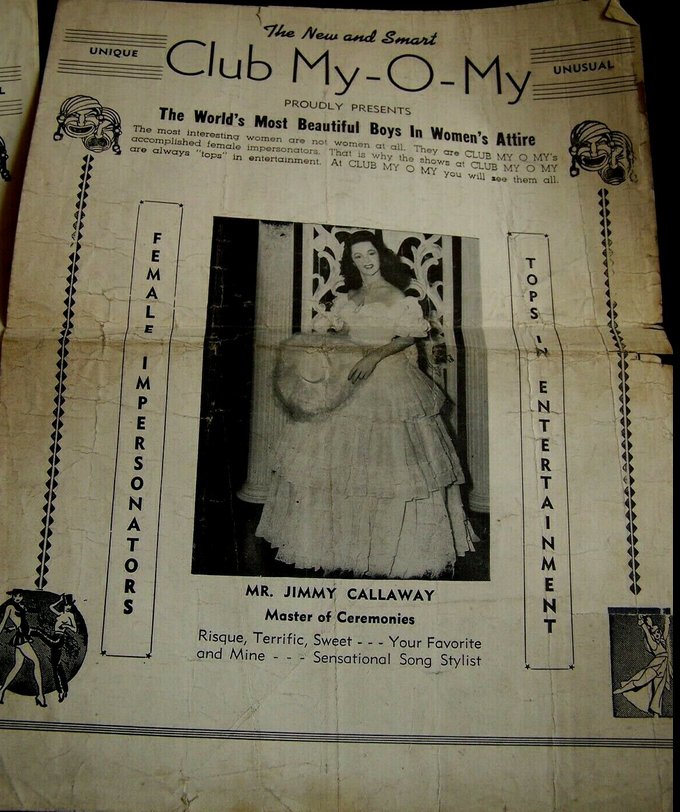 The New and Smart
UNIQUE
Club My-O-My
UNUSUAL
PROUDLY PRESENTS
The World's Most Beautiful Boys In Women's Attire
The most interesting women are not women at all. They are CLUB MY O MY's
accomplished female impersonators. That is why the shows at CLUB MY O MY
are always "tops" in entertainment. At CLUB MY O MY you will see them all.
FEMALE IMPERSONATORS
TOPS IN ENTERTAINMENT
MR. JIMMY CALLAWAY
Master of Ceremonies
Risque, Terrific, Sweet - - - Your Favorite
and Mine - - - Sensational Song Stylist